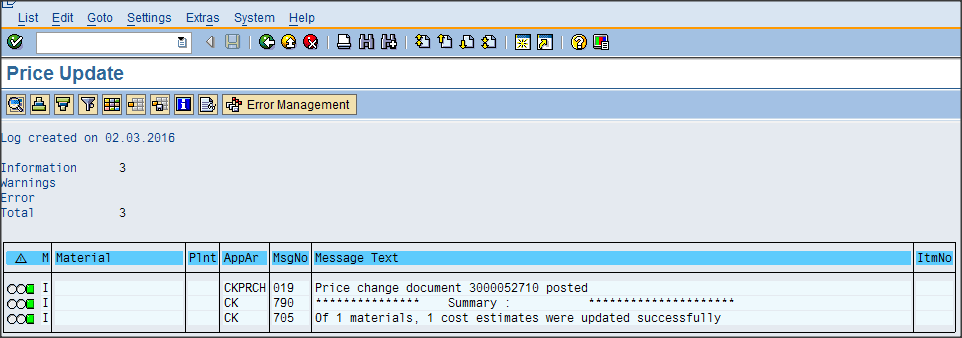 List Edit Goto Settings Extras System Help
Price Update
Error Management
Log created on 02.03.2016
Information 3
Warnings
Error
Total 3
M Material Plnt AppAr MsgNo Message Text ItmNo
I CKPRCH 019 Price change document 3000052710 posted
I CK 790 *************** Summary : *********************
I CK 705 Of 1 materials, 1 cost estimates were updated successfully